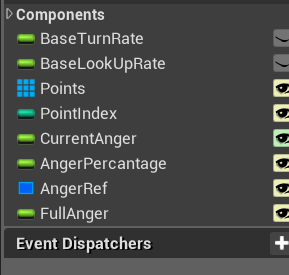 Components
BaseTurnRate
BaseLookUpRate
Points
PointIndex
CurrentAnger
AngerPercantage
AngerRef
FullAnger
Event Dispatchers